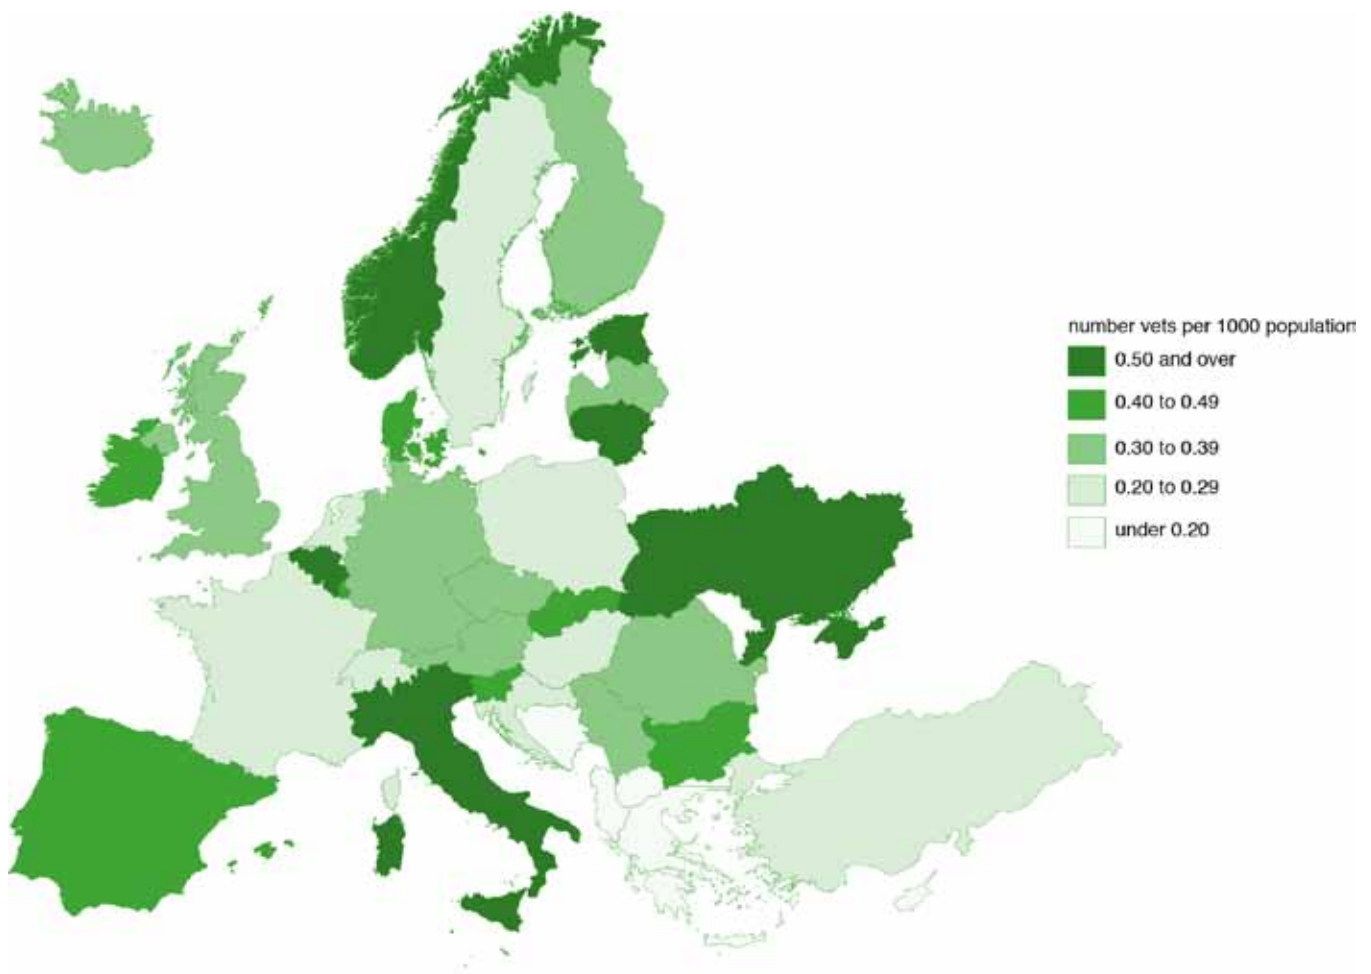 number vets per 1000 population
0.50 and over
0.40 to 0.49
0.30 to 0.39
0.20 to 0.29
under 0.20